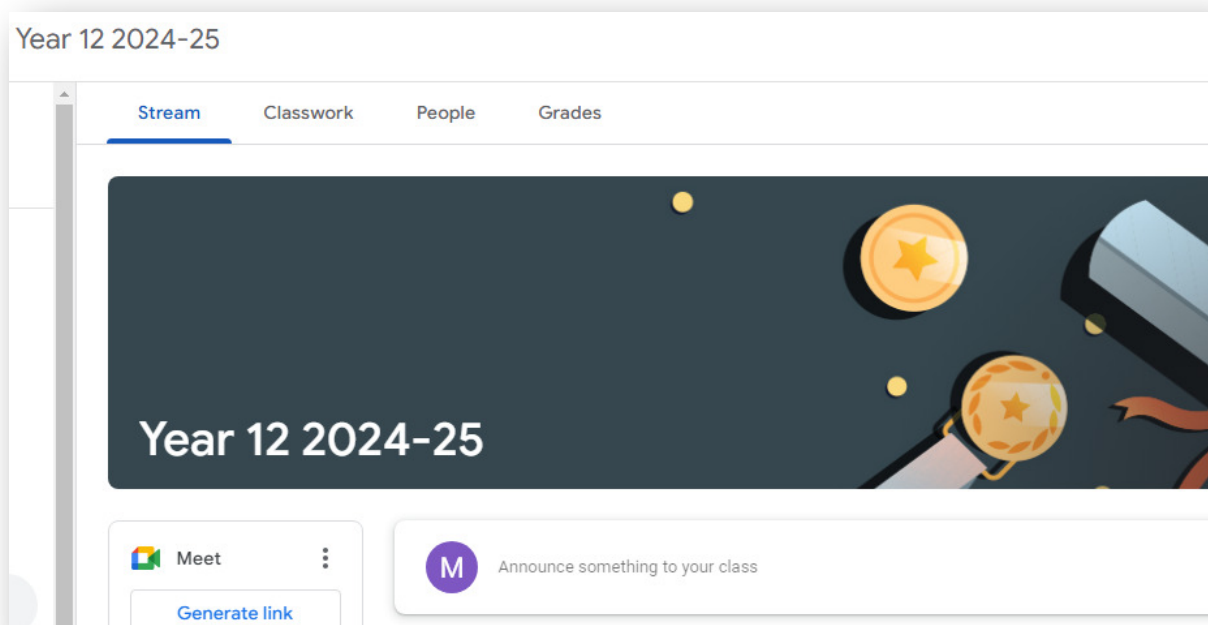 Year 12 2024-25
Stream Classwork People Grades
Year 12 2024-25
Meet
M Announce something to your class
Generate link